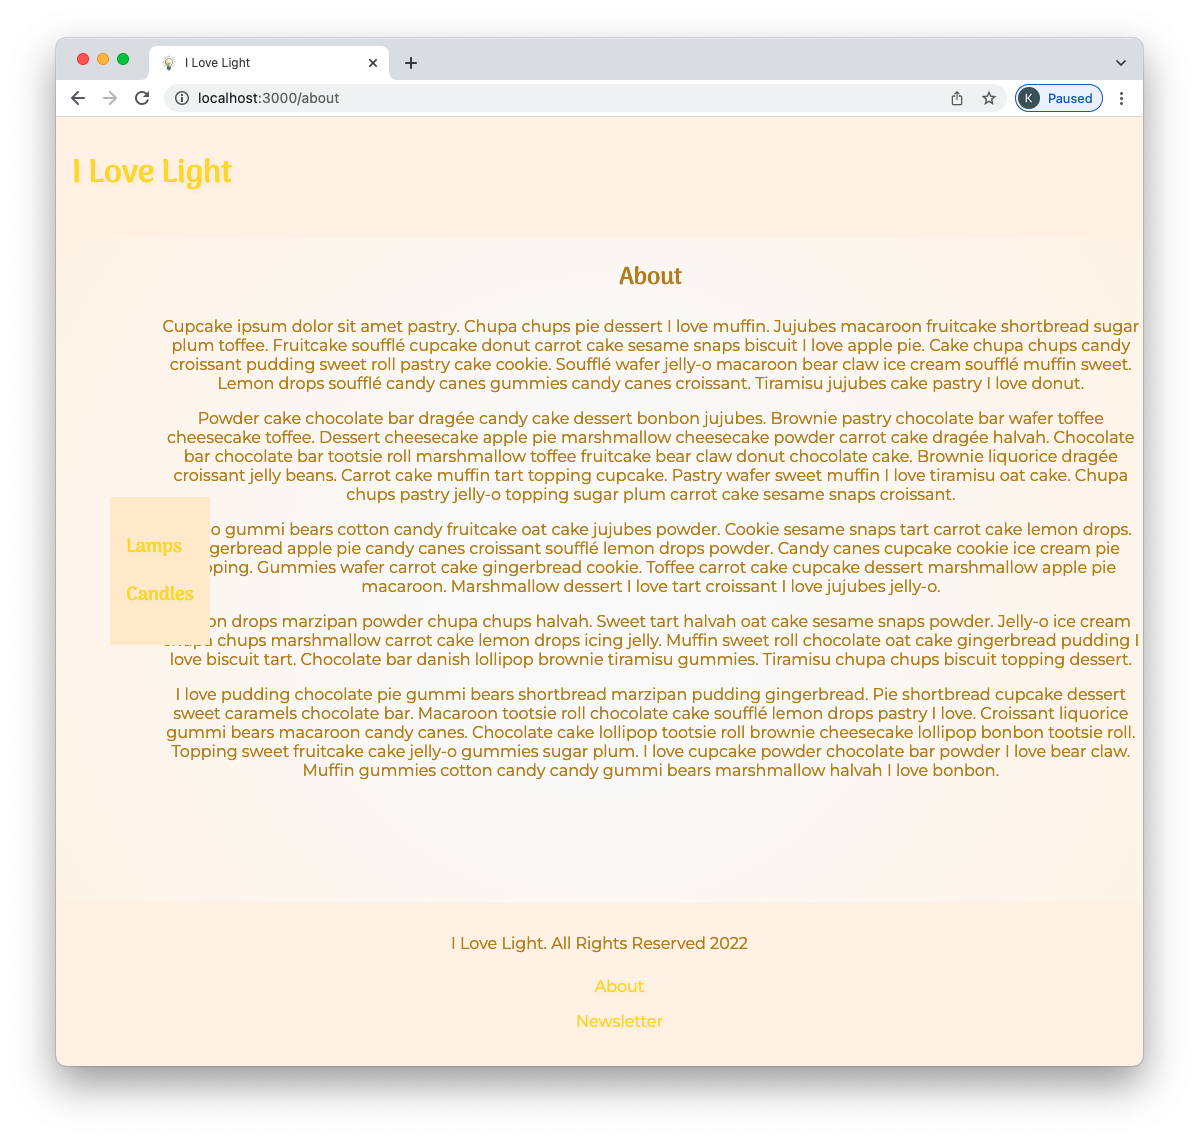 I Love Light
localhost:3000/about
K Paused
I Love Light
About
Cupcake ipsum dolor sit amet pastry. Chupa chups pie dessert I love muffin. Jujubes macaroon fruitcake shortbread sugar
plum toffee. Fruitcake soufflé cupcake donut carrot cake sesame snaps biscuit I love apple pie. Cake chupa chups candy
croissant pudding sweet roll pastry cake cookie. Soufflé wafer jelly-o macaroon bear claw ice cream soufflé muffin sweet.
Lemon drops soufflé candy canes gummies candy canes croissant. Tiramisu jujubes cake pastry I love donut.
Powder cake chocolate bar dragée candy cake dessert bonbon jujubes. Brownie pastry chocolate bar wafer toffee
cheesecake toffee. Dessert cheesecake apple pie marshmallow cheesecake powder carrot cake dragée halvah. Chocolate
bar chocolate bar tootsie roll marshmallow toffee fruitcake bear claw donut chocolate cake. Brownie liquorice dragée
croissant jelly beans. Carrot cake muffin tart topping cupcake. Pastry wafer sweet muffin I love tiramisu oat cake. Chupa
chups pastry jelly-o topping sugar plum carrot cake sesame snaps croissant.
o gummi bears cotton candy fruitcake oat cake jujubes powder. Cookie sesame snaps tart carrot cake lemon drops.
gerbread apple pie candy canes croissant soufflé lemon drops powder. Candy canes cupcake cookie ice cream pie
ping. Gummies wafer carrot cake gingerbread cookie. Toffee carrot cake cupcake dessert marshmallow apple pie
macaroon. Marshmallow dessert I love tart croissant I love jujubes jelly-o.
Lamps
Candles
on drops marzipan powder chupa chups halvah. Sweet tart halvah oat cake sesame snaps powder. Jelly-o ice cream
chups marshmallow carrot cake lemon drops icing jelly. Muffin sweet roll chocolate oat cake gingerbread pudding I
love biscuit tart. Chocolate bar danish lollipop brownie tiramisu gummies. Tiramisu chupa chups biscuit topping dessert.
I love pudding chocolate pie gummi bears shortbread marzipan pudding gingerbread. Pie shortbread cupcake dessert
sweet caramels chocolate bar. Macaroon tootsie roll chocolate cake soufflé lemon drops pastry I love. Croissant liquorice
gummi bears macaroon candy canes. Chocolate cake lollipop tootsie roll brownie cheesecake lollipop bonbon tootsie roll.
Topping sweet fruitcake cake jelly-o gummies sugar plum. I love cupcake powder chocolate bar powder I love bear claw.
Muffin gummies cotton candy candy gummi bears marshmallow halvah I love bonbon.
I Love Light. All Rights Reserved 2022
About
Newsletter